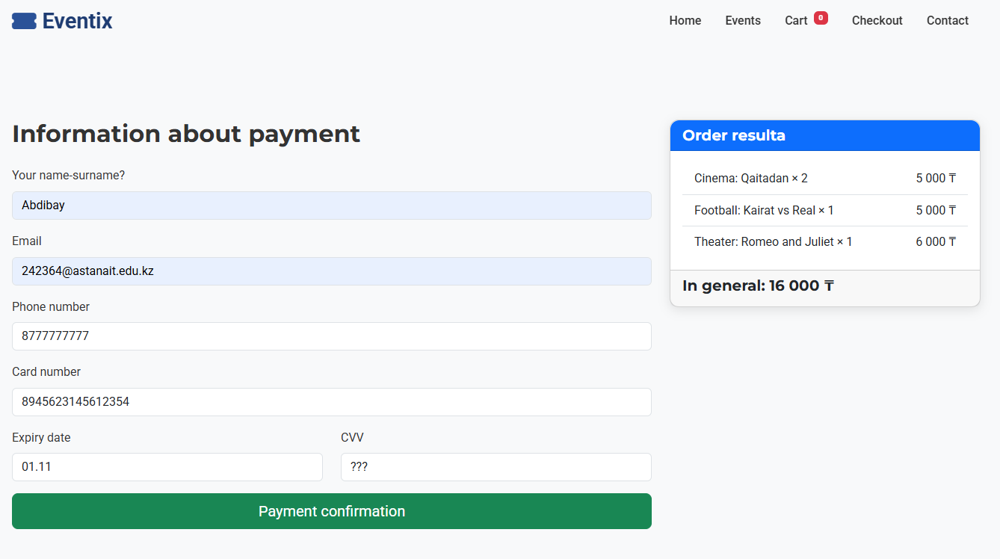 Eventix
Home Events Cart 0 Checkout Contact
Information about payment
Your name-surname?
Abdibay
Email
242364@astanait.edu.kz
Phone number
8777777777
Card number
8945623145612354
Expiry date CVV
01.11 ???
Payment confirmation
Order resulta
Cinema: Qaitadan × 2 5 000 ₸
Football: Kairat vs Real × 1 5 000 ₸
Theater: Romeo and Juliet × 1 6 000 ₸
In general: 16 000 ₸